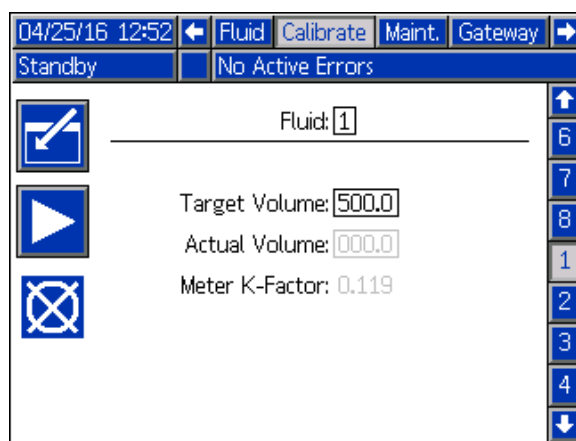 04/25/16 12:52 Fluid Calibrate Maint. Gateway
Standby No Active Errors
Fluid: 1
Target Volume: 500.0
Actual Volume: 000.0
Meter K-Factor: 0.119
6
7
8
1
2
3
4